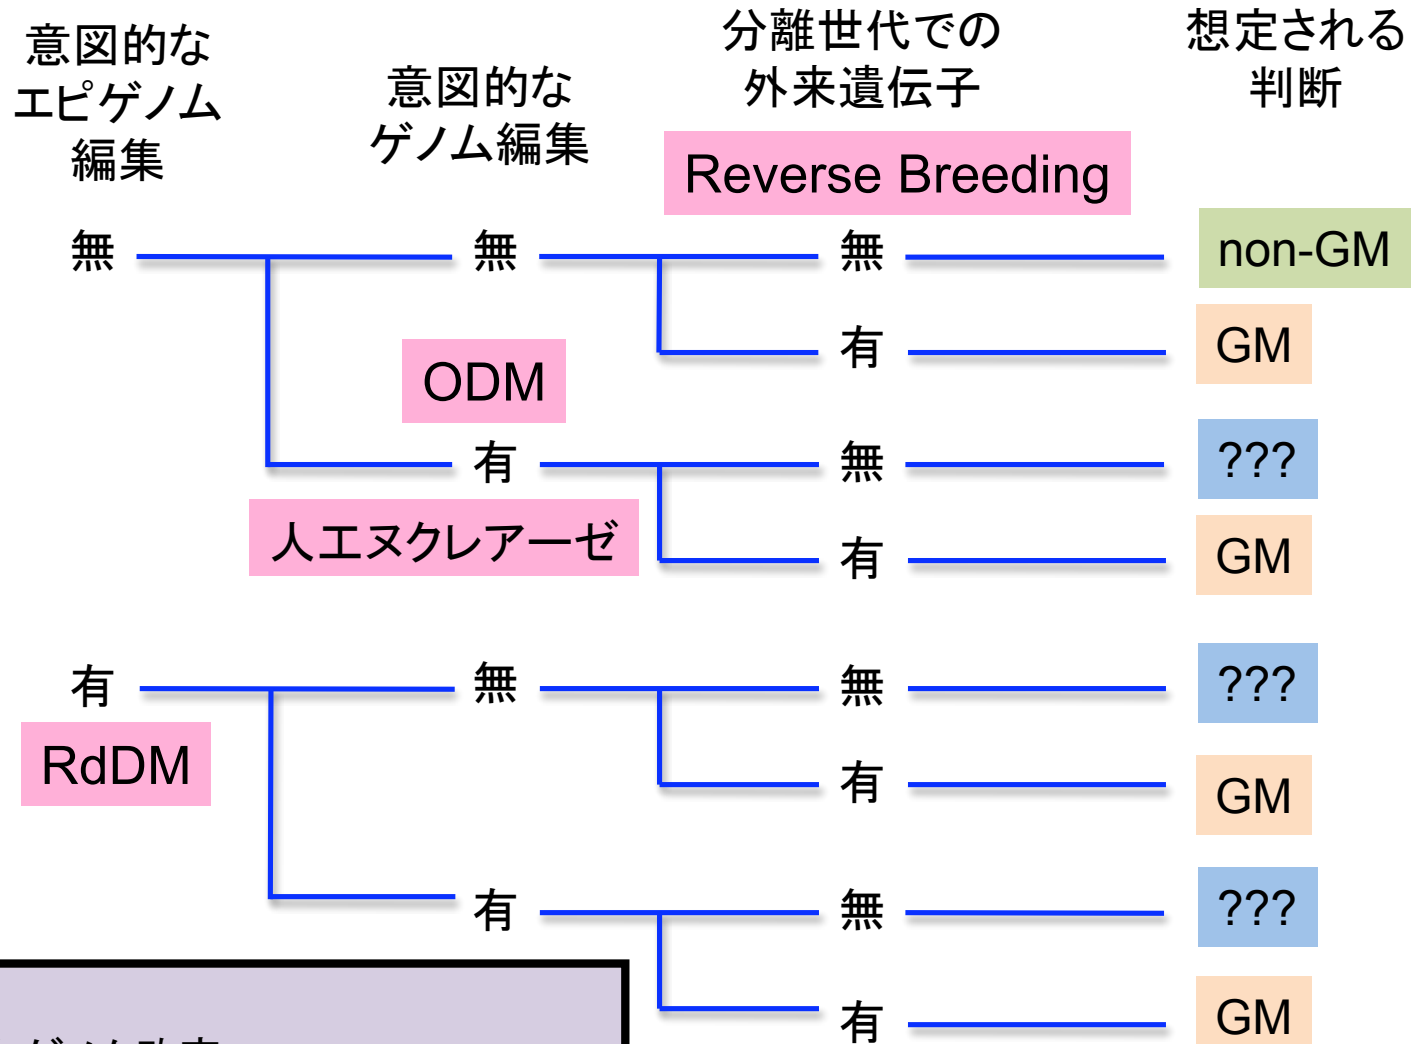 意図的な
エピゲノム
編集
意図的な
ゲノム編集
分離世代での
外来遺伝子
想定される
判断
Reverse Breeding
無
無
無
non-GM
有
GM
ODM
有
無
???
人工ヌクレアーゼ
有
GM
有
無
無
???
RdDM
有
GM
有
無
???
有
GM